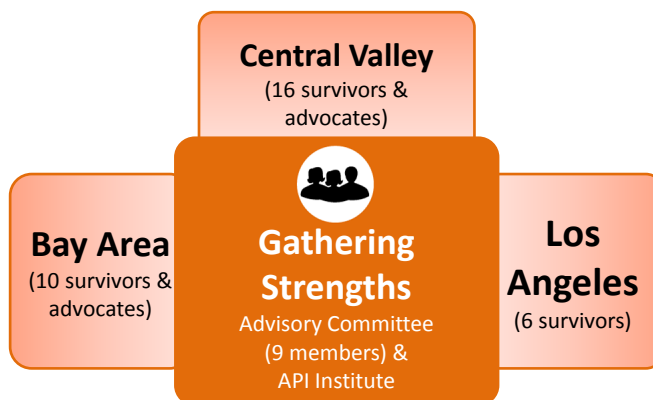 Central Valley
(16 survivors &
advocates)
Bay Area
(10 survivors &
advocates)
Gathering
Strengths
Advisory Committee
(9 members) &
API Institute
Los
Angeles
(6 survivors)